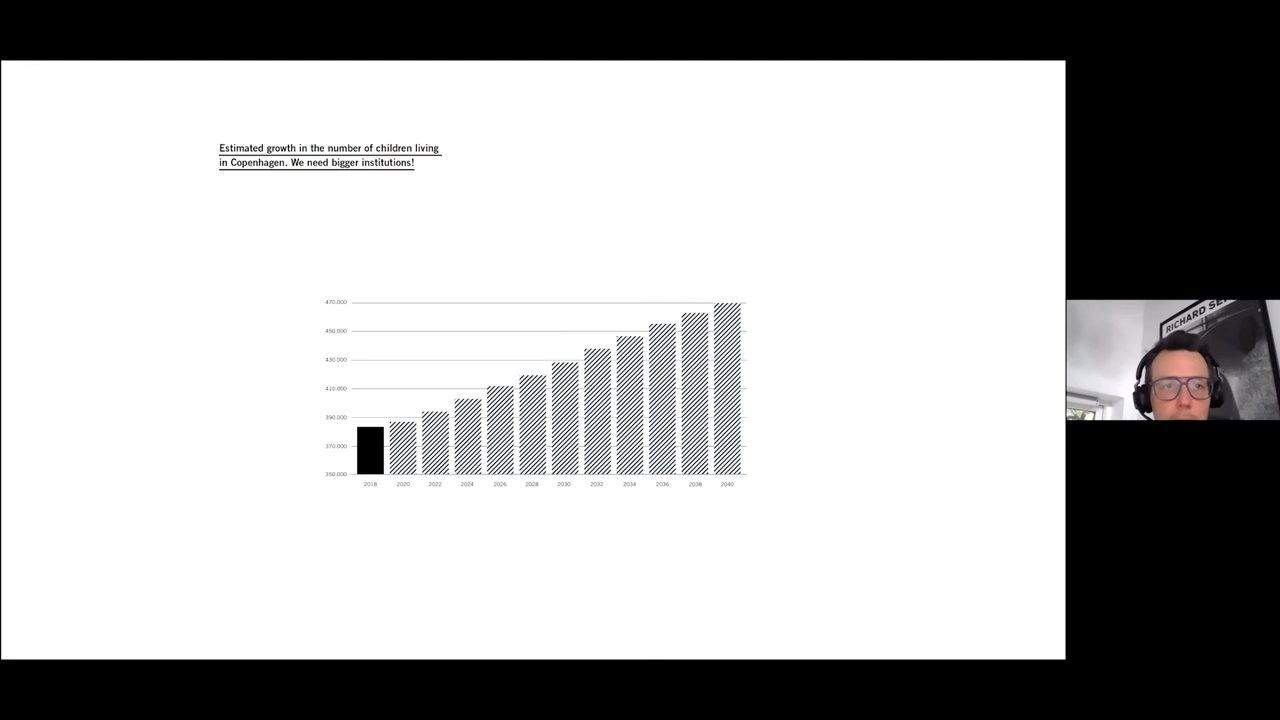 Estimated growth in the number of children living
in Copenhagen. We need bigger institutions!
470.000
450.000
430.000
410.000
390.000
370.000
350.000
2018 2020 2022 2024 2026 2028 2030 2032 2034 2036 2038 2040
RICHARD